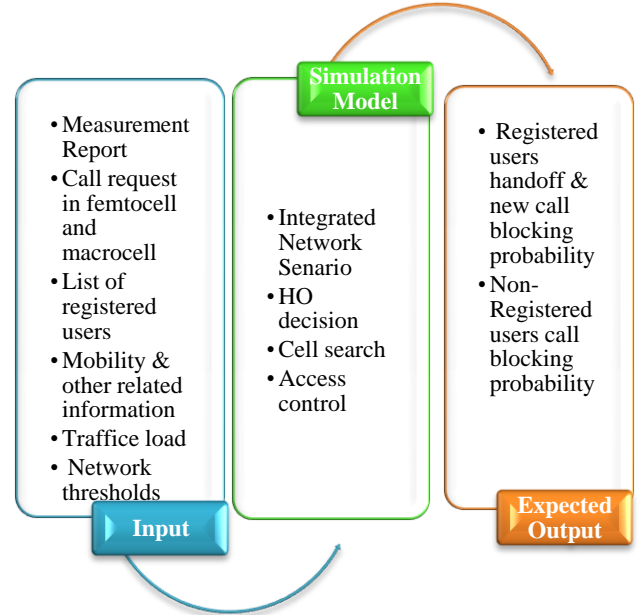 • Measurement
Report
• Call request
in femtocell
and
macrocell
• List of
registered
users
• Mobility &
other related
information
• Traffice load
• Network
thresholds
Input
Simulation
Model
• Integrated
Network
Senario
• HO
decision
• Cell search
• Access
control
• Registered
users
handoff &
new call
blocking
probability
• Non-
Registered
users call
blocking
probability
Expected
Output